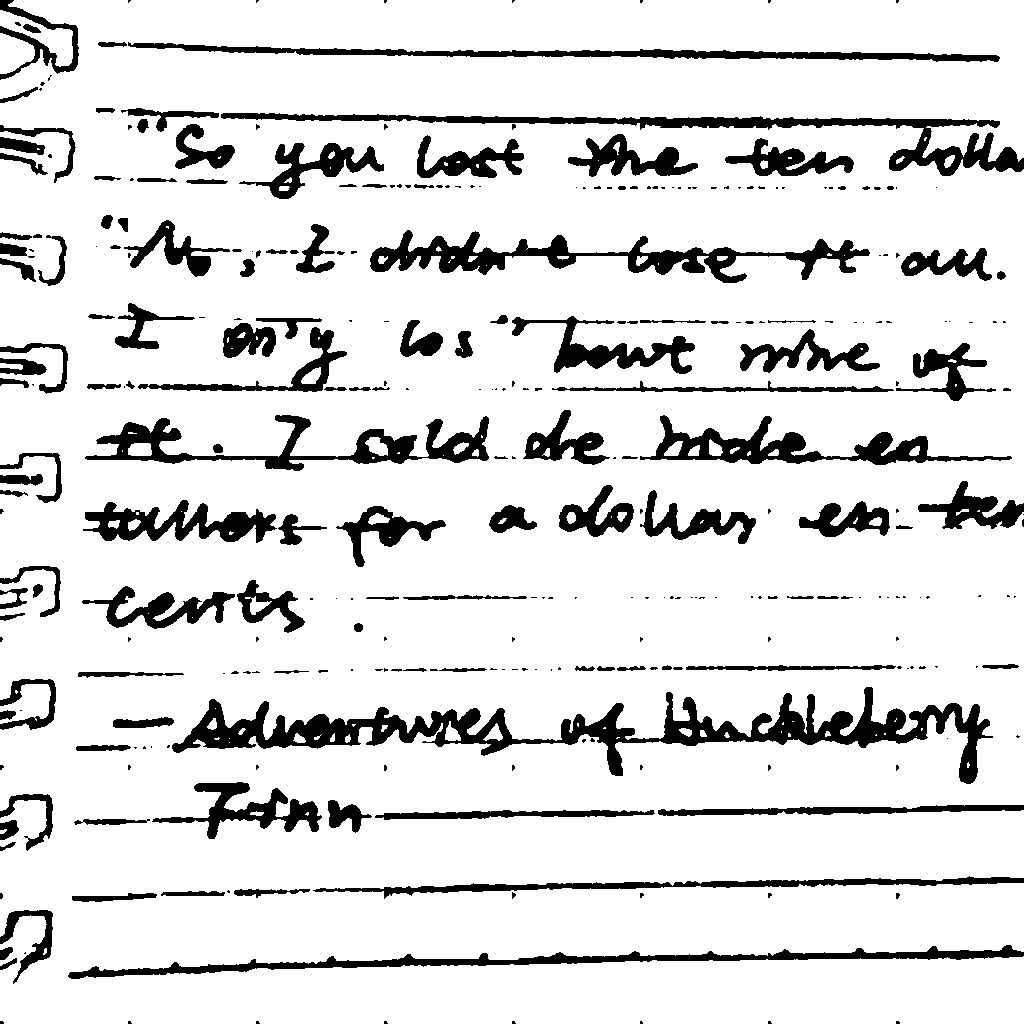 "So you lost the ten dolla
"No, I didn't lose it all.
I on'y los' 'bout nine of
it. I sold de hide en
taller for a dollar en ten
cents.
— Adventures of Huckleberry
Finn